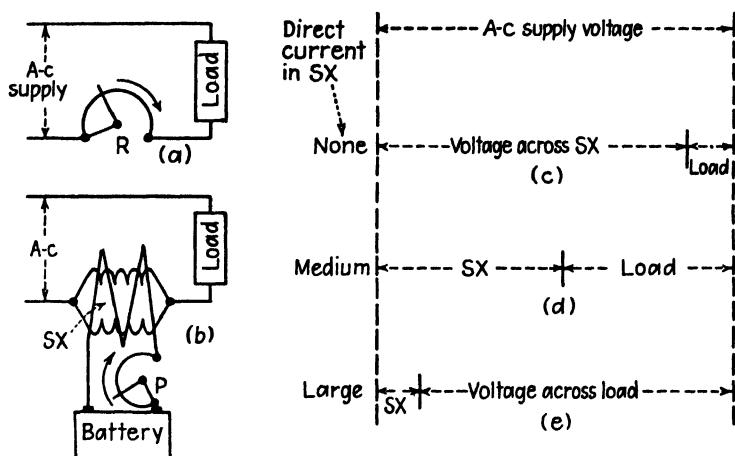 A-c
supply
Load
R
(a)
A-c
Load
SX
(b)
P
Battery
Direct
current
in SX
A-c supply voltage
None
Voltage across SX
Load
(c)
Medium
SX
Load
(d)
Large
SX
Voltage across load
(e)